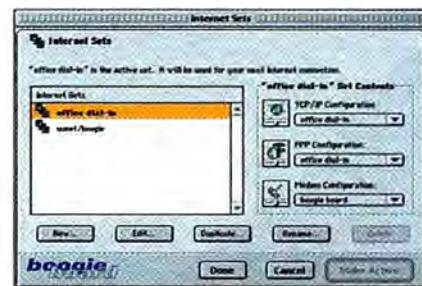 Internet Sets
Internet Sets
"office dial-in" is the active set. It will be used for your next internet connection.
Internet Sets
office dial-in
"office dial-in" Set Contents
TCP/IP Configuration:
office dial-in
PPP Configuration:
office dial-in
Modem Configuration:
boogie board
New...
Edit...
Duplicate
Rename...
Delete
boogie
Done
Cancel
Make Active